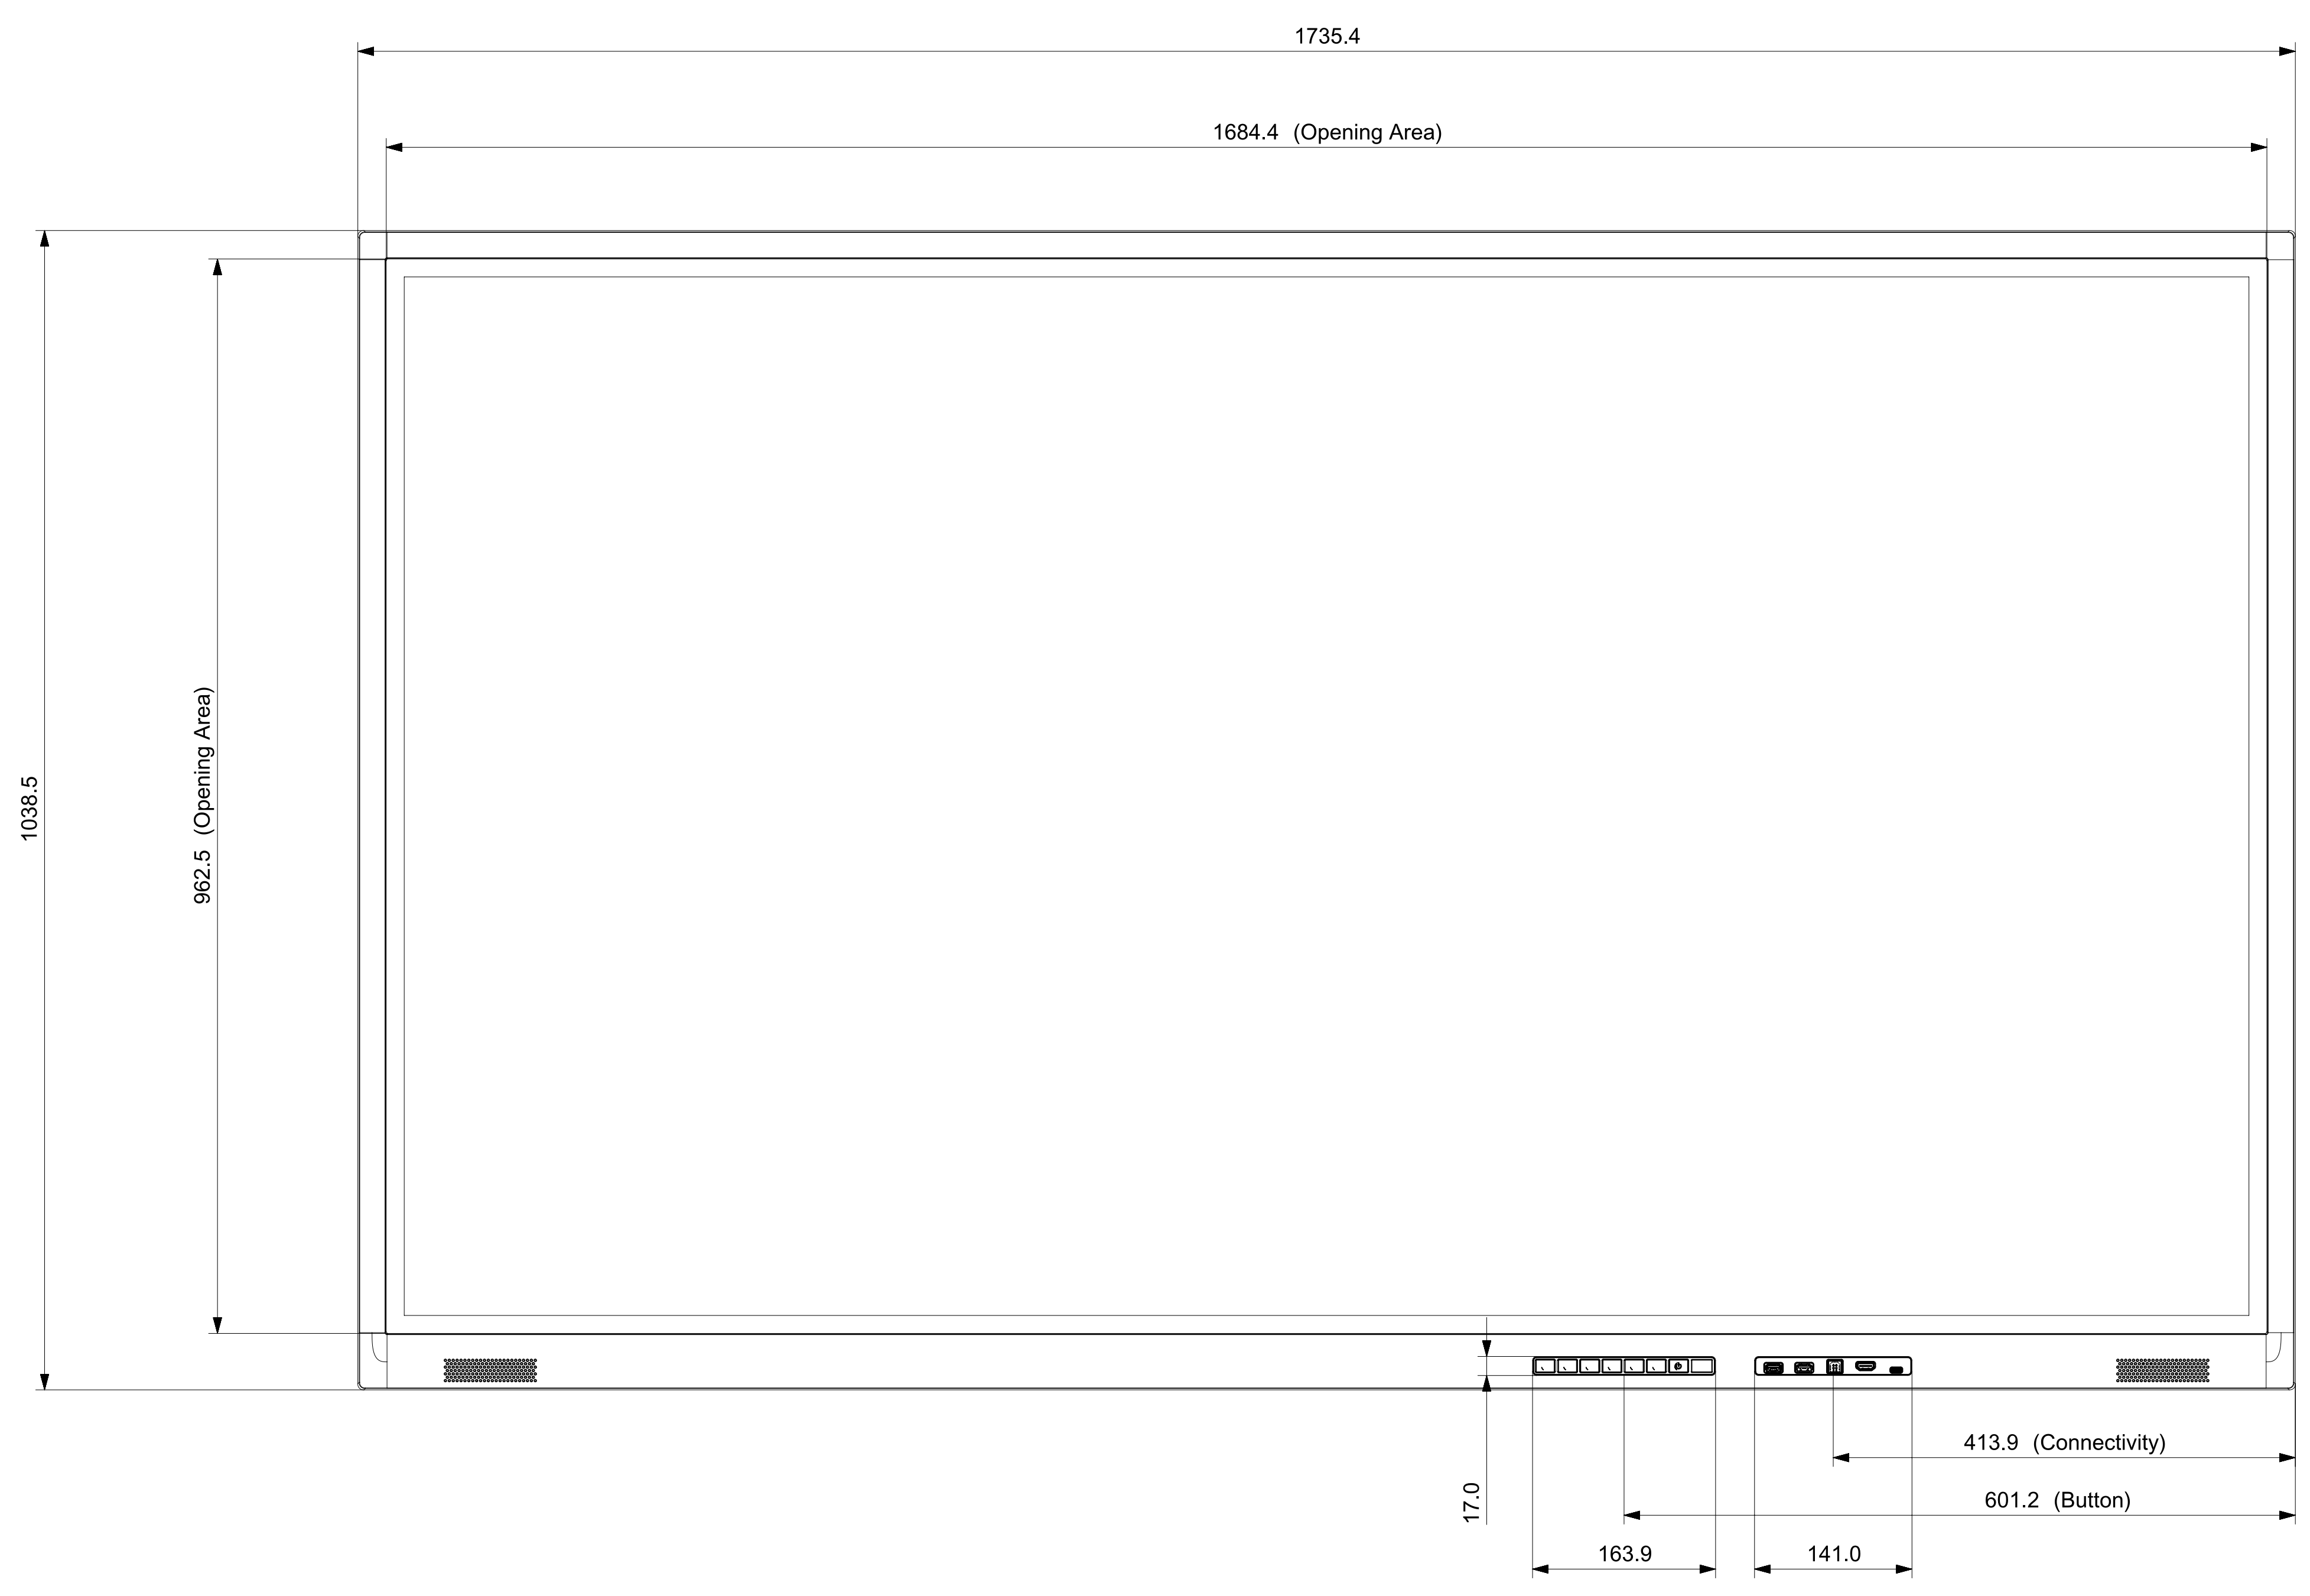 1735.4
1684.4 (Opening Area)
1038.5
962.5 (Opening Area)
413.9 (Connectivity)
17.0
601.2 (Button)
163.9
141.0